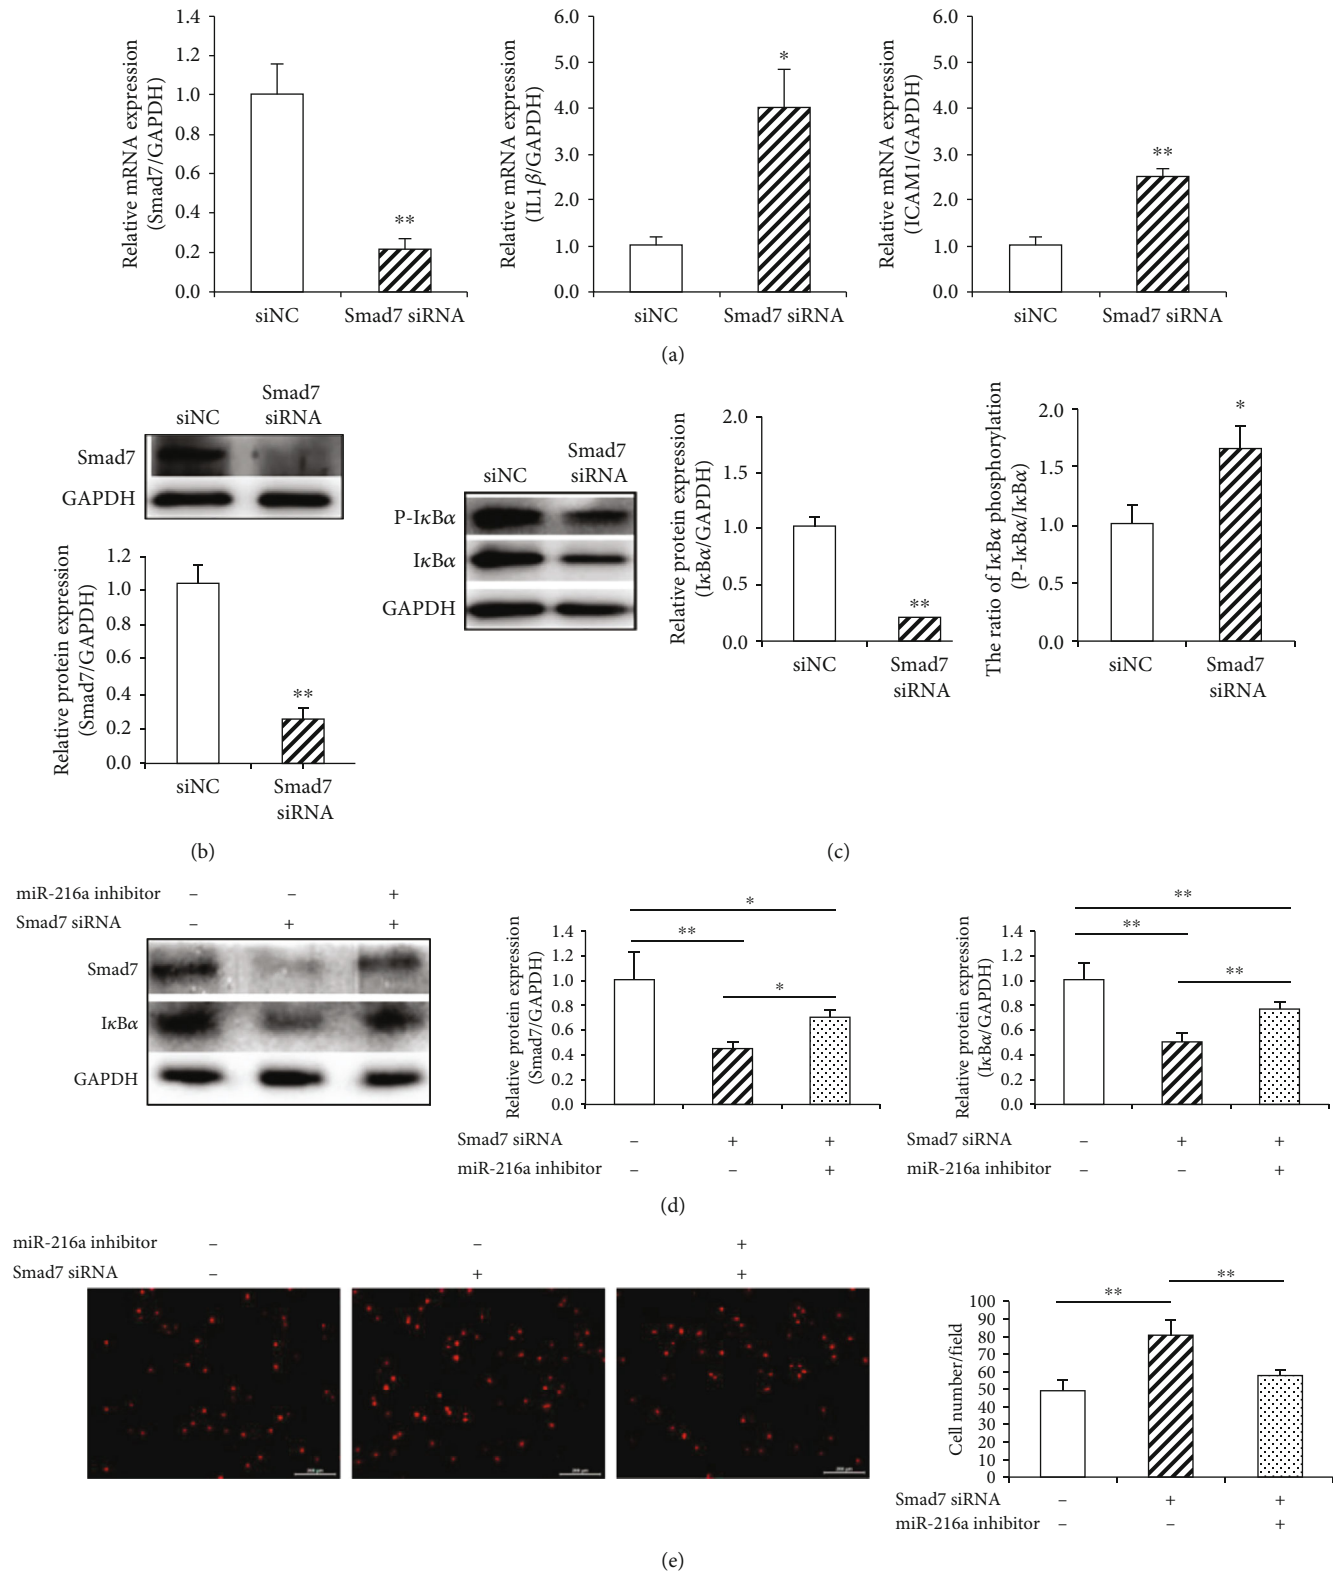 Relative mRNA expression
(Smad7/GAPDH)
1.4
1.2
1.0
0.8
0.6
0.4
0.2
0.0
**
siNC
Smad7 siRNA
Relative mRNA expression
(IL1β/GAPDH)
6.0
5.0
4.0
3.0
2.0
1.0
0.0
*
siNC
Smad7 siRNA
Relative mRNA expression
(ICAM1/GAPDH)
6.0
5.0
4.0
3.0
2.0
1.0
0.0
**
siNC
Smad7 siRNA
(a)
siNC
Smad7
siRNA
Smad7
GAPDH
Relative protein expression
(Smad7/GAPDH)
1.2
1.0
0.8
0.6
0.4
0.2
0.0
**
siNC
Smad7
siRNA
(b)
siNC
Smad7
siRNA
P-IκBα
IκBα
GAPDH
Relative protein expression
(IκBα/GAPDH)
2.0
1.5
1.0
0.5
0.0
**
siNC
Smad7
siRNA
The ratio of IκBα phosphorylation
(P-IκBα/IκBα)
2.0
1.5
1.0
0.5
0.0
*
siNC
Smad7
siRNA
(c)
miR-216a inhibitor – – +
Smad7 siRNA – + +
Smad7
IκBα
GAPDH
Relative protein expression
(Smad7/GAPDH)
1.4
1.2
1.0
0.8
0.6
0.4
0.2
0.0
*
**
*
Smad7 siRNA – + +
miR-216a inhibitor – – +
Relative protein expression
(IκBα/GAPDH)
1.4
1.2
1.0
0.8
0.6
0.4
0.2
0.0
**
**
**
Smad7 siRNA – + +
miR-216a inhibitor – – +
(d)
miR-216a inhibitor – – +
Smad7 siRNA – + +
Cell number/field
100
90
80
70
60
50
40
30
20
10
0
**
**
Smad7 siRNA – + +
miR-216a inhibitor – – +
(e)